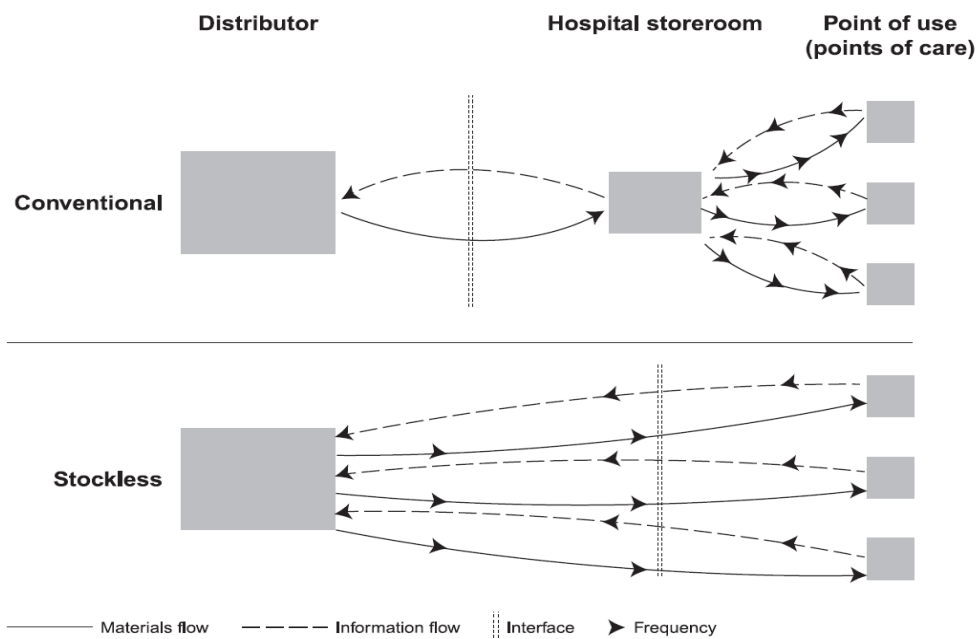 Distributor
Hospital storeroom
Point of use
(points of care)
Conventional
Stockless
Materials flow
Information flow
Interface
Frequency